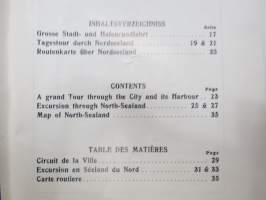 INHALTSVERZEICHNISS
Seite
Grosse Stadt- und Hafenrundfahrt 17
Tagestour durch Nordseeland 19 & 21
Routenkarte über Nordseeland 35
CONTENTS
Page
A grand Tour through the City and its Harbour 23
Excursion through North-Sealand 25 & 27
Map of North-Sealand 35
TABLE DES MATIÈRES
Page
Circuit de la Ville 29
Excursion en Séeland du Nord 31 & 33
Carte routiere 35